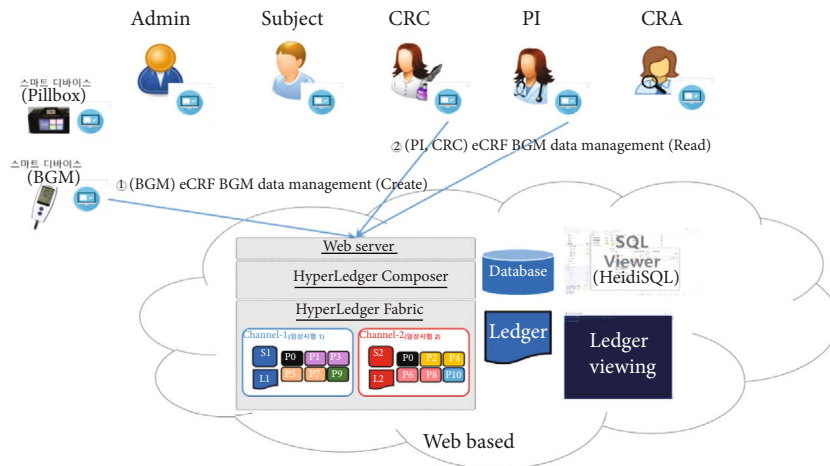 Admin
Subject
CRC
PI
CRA
스마트 디바이스
(Pillbox)
② (PI, CRC) eCRF BGM data management (Read)
스마트 디바이스
(BGM)
① (BGM) eCRF BGM data management (Create)
Web server
HyperLedger Composer
HyperLedger Fabric
Channel-1(임상시험 1)
S1
P0
P1
P3
L1
P5
P7
P9
Channel-2(임상시험 2)
S2
P0
P2
P4
L2
P6
P8
P10
Database
SQL
Viewer
(HeidiSQL)
Ledger
Ledger
viewing
Web based